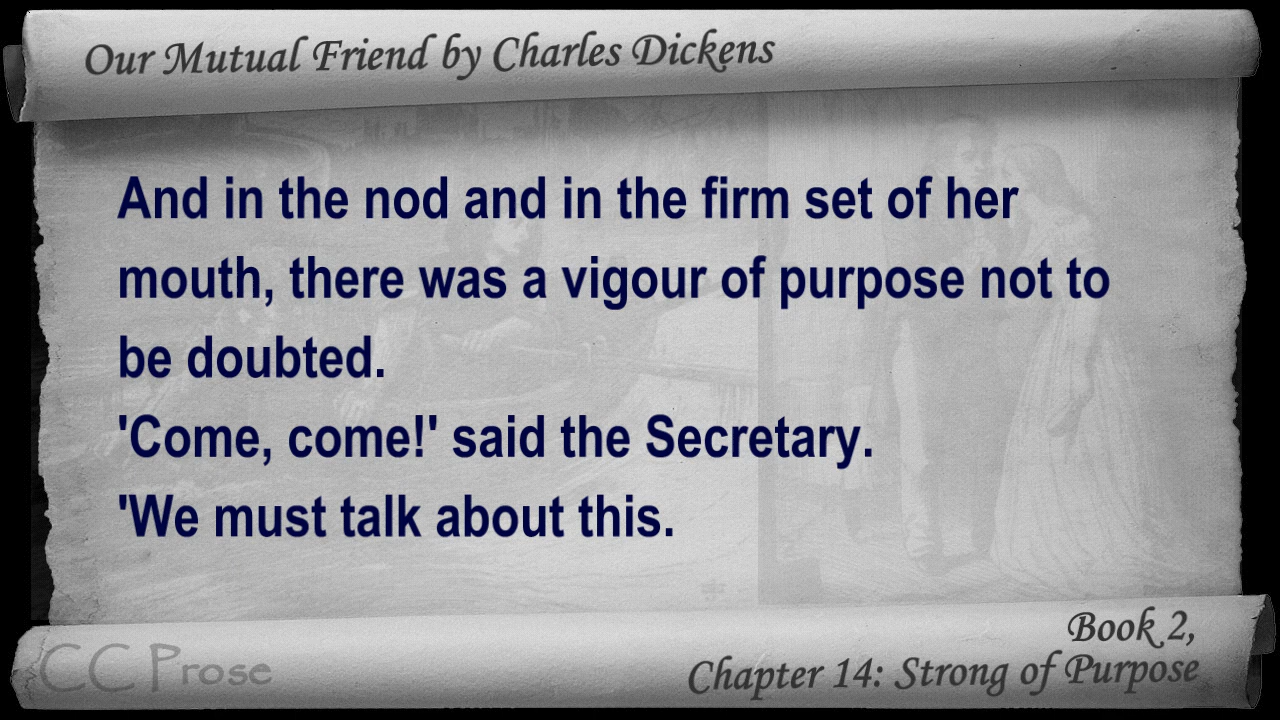 Our Mutual Friend by Charles Dickens
And in the nod and in the firm set of her
mouth, there was a vigour of purpose not to
be doubted.
'Come, come!' said the Secretary.
'We must talk about this.
Book 2,
CC Prose
Chapter 14: Strong of Purpose